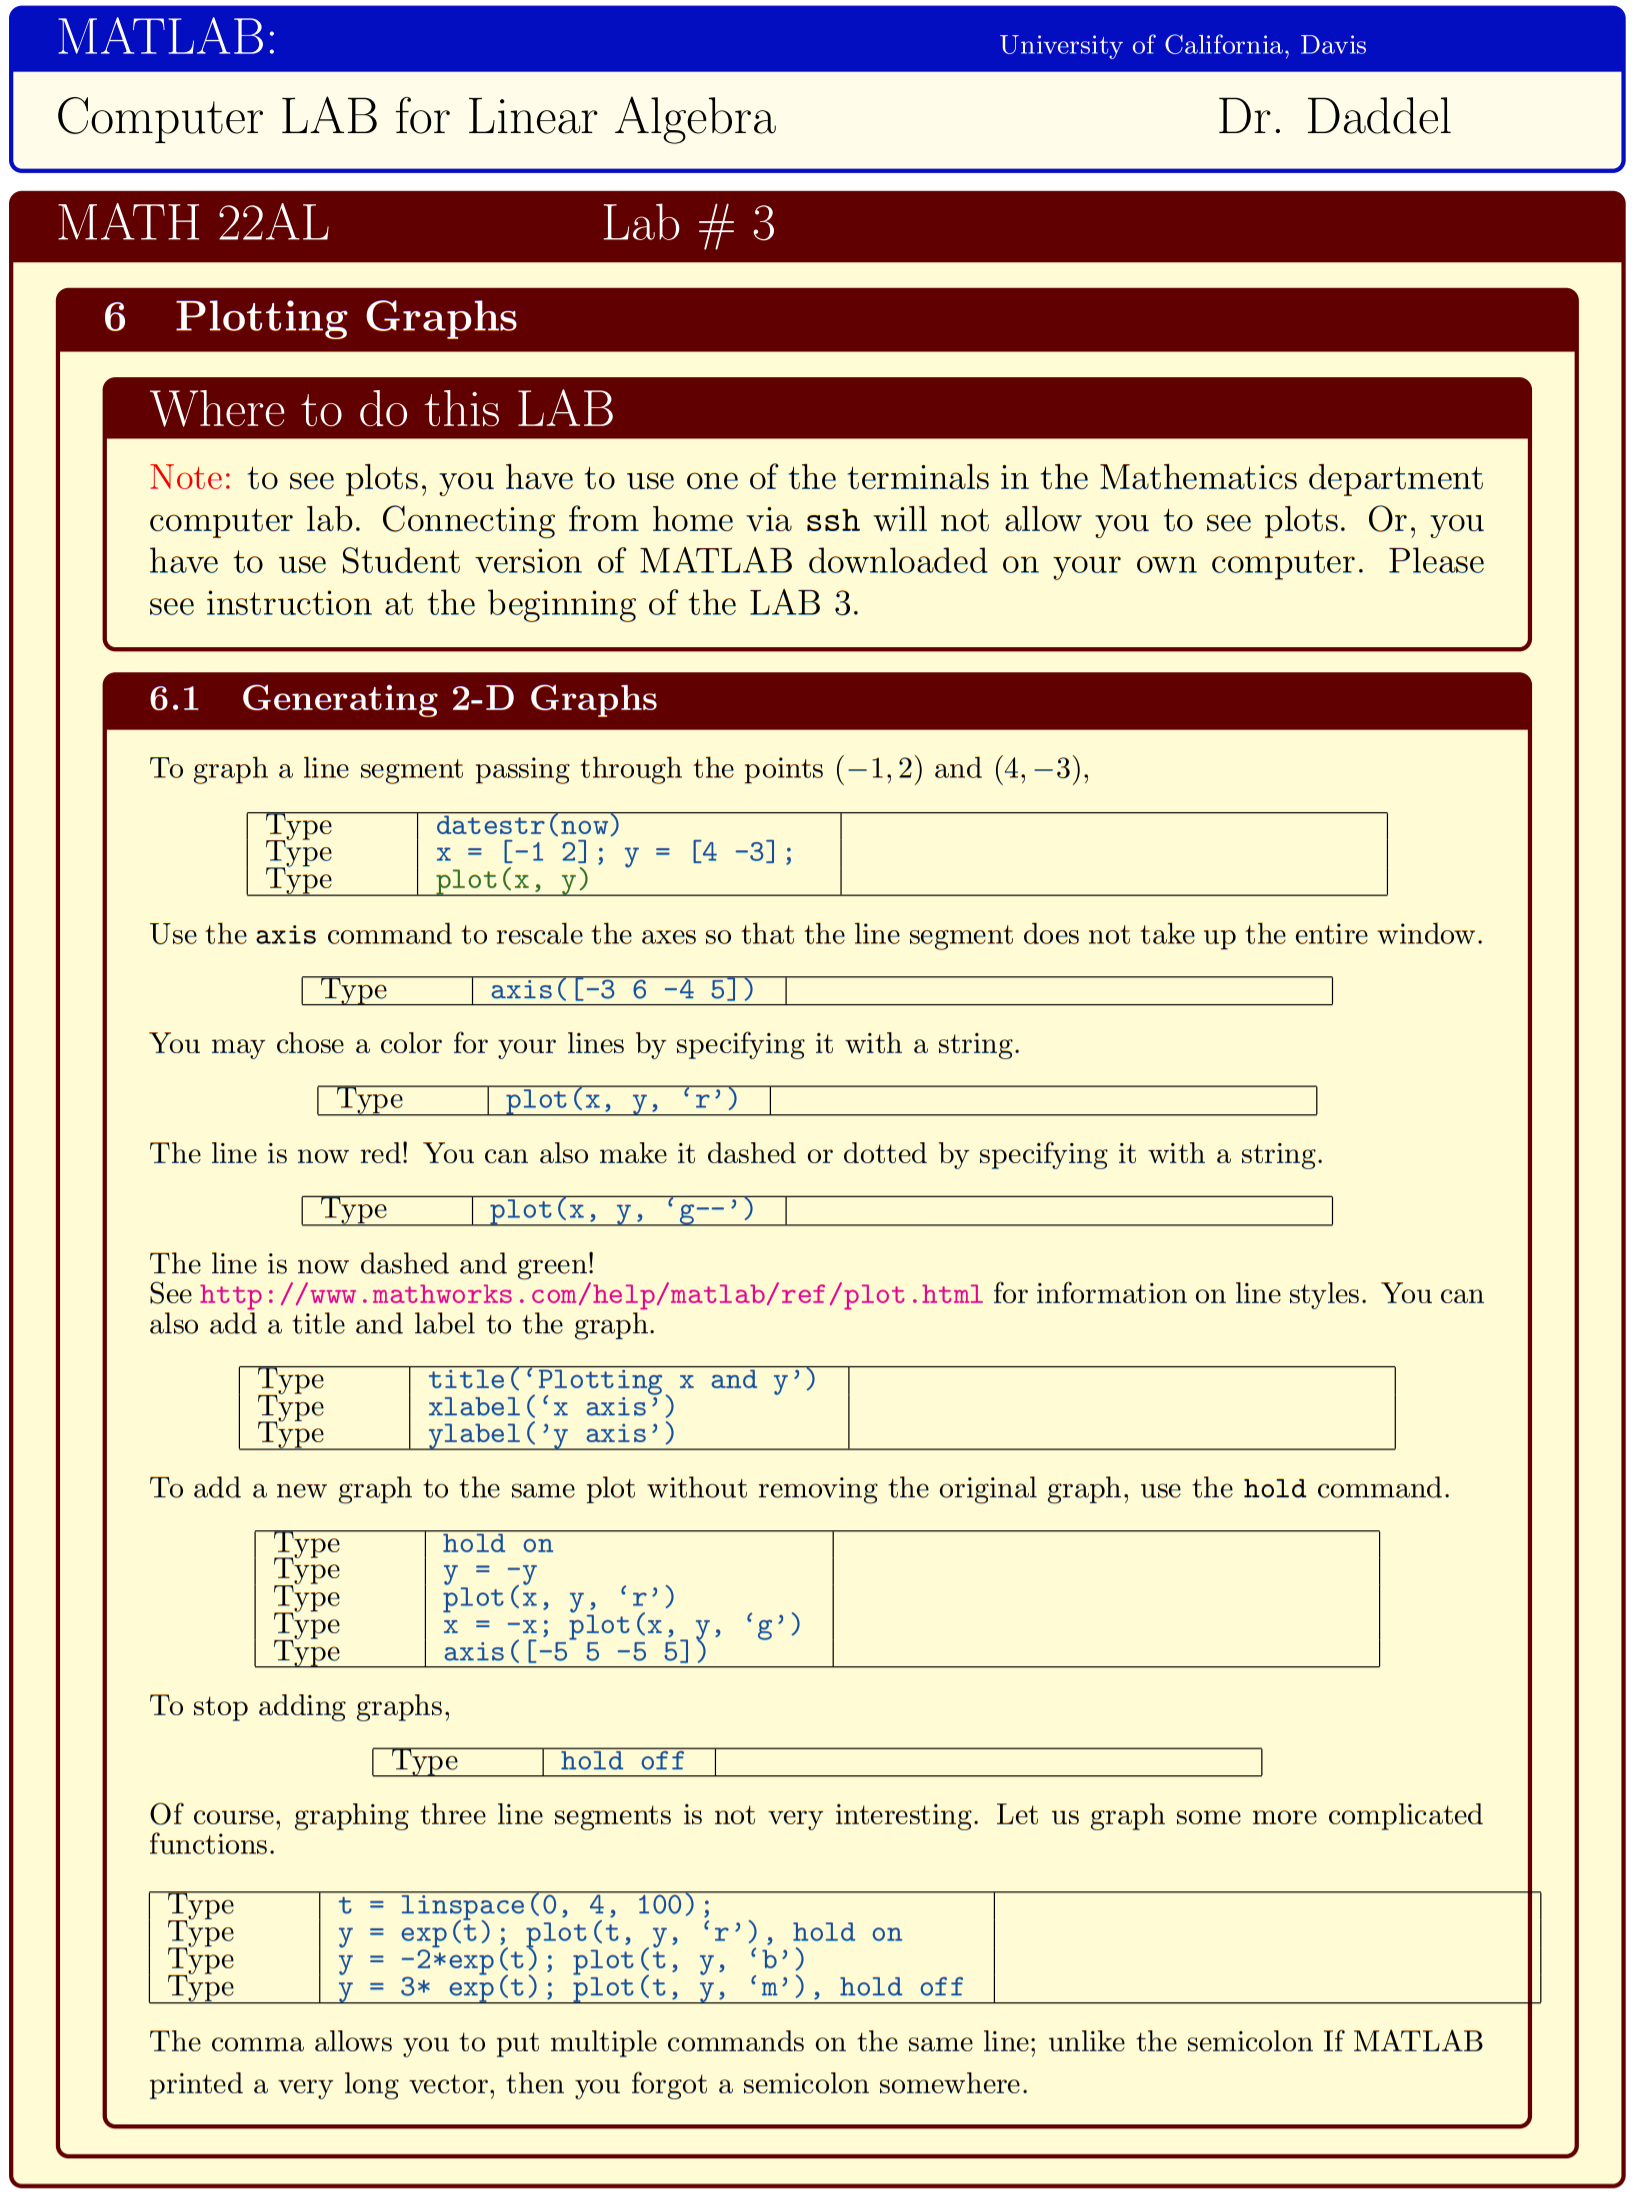 MATLAB: University of California, Davis
Computer LAB for Linear Algebra Dr. Daddel
MATH 22AL Lab # 3
6 Plotting Graphs
Where to do this LAB
Note: to see plots, you have to use one of the terminals in the Mathematics department
computer lab. Connecting from home via ssh will not allow you to see plots. Or, you
have to use Student version of MATLAB downloaded on your own computer. Please
see instruction at the beginning of the LAB 3.
6.1 Generating 2-D Graphs
To graph a line segment passing through the points (−1, 2) and (4, −3),
Type datestr(now)
Type x = [-1 2]; y = [4 -3];
Type plot(x, y)
Use the axis command to rescale the axes so that the line segment does not take up the entire window.
Type axis([-3 6 -4 5])
You may chose a color for your lines by specifying it with a string.
Type plot(x, y, ‘r’)
The line is now red! You can also make it dashed or dotted by specifying it with a string.
Type plot(x, y, ‘g--’)
The line is now dashed and green!
See http://www.mathworks.com/help/matlab/ref/plot.html for information on line styles. You can
also add a title and label to the graph.
Type title(‘Plotting x and y’)
Type xlabel(‘x axis’)
Type ylabel(’y axis’)
To add a new graph to the same plot without removing the original graph, use the hold command.
Type hold on
Type y = -y
Type plot(x, y, ‘r’)
Type x = -x; plot(x, y, ‘g’)
Type axis([-5 5 -5 5])
To stop adding graphs,
Type hold off
Of course, graphing three line segments is not very interesting. Let us graph some more complicated
functions.
Type t = linspace(0, 4, 100);
Type y = exp(t); plot(t, y, ‘r’), hold on
Type y = -2*exp(t); plot(t, y, ‘b’)
Type y = 3* exp(t); plot(t, y, ‘m’), hold off
The comma allows you to put multiple commands on the same line; unlike the semicolon If MATLAB
printed a very long vector, then you forgot a semicolon somewhere.